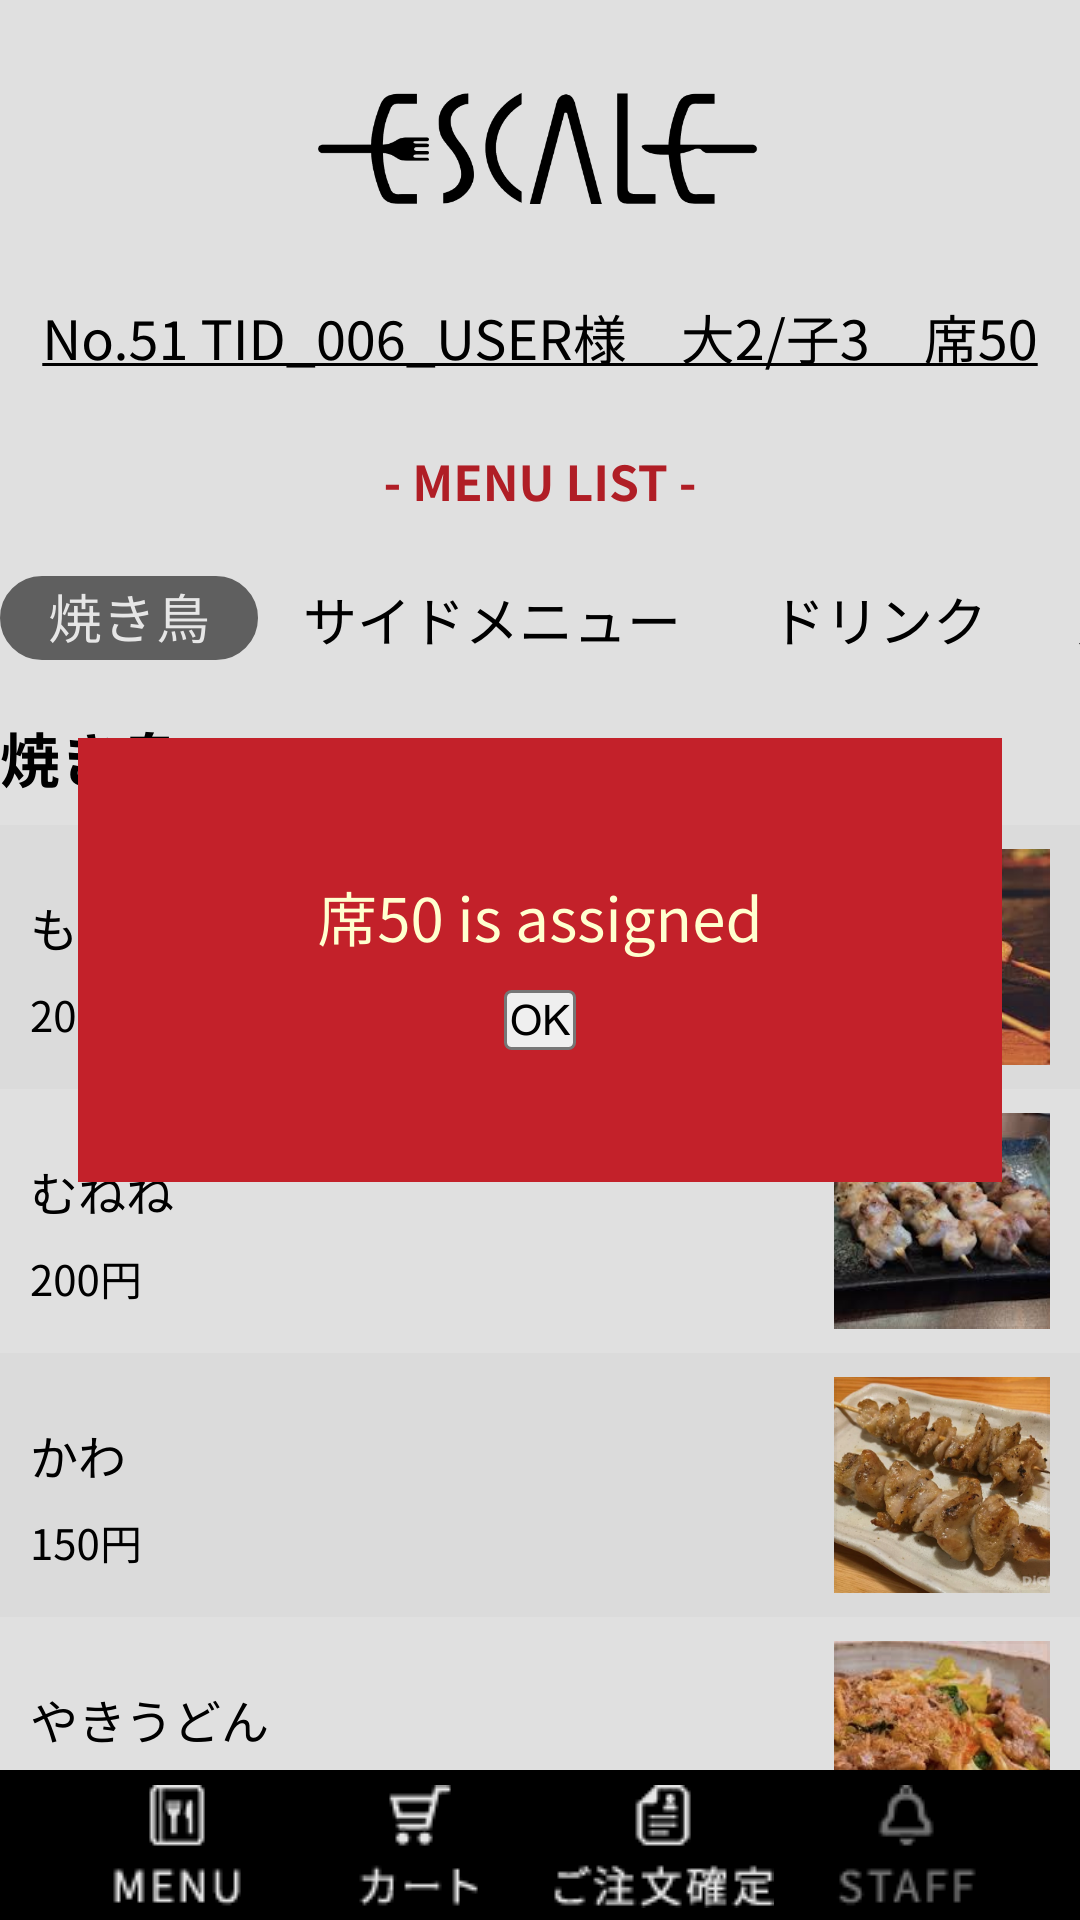 ESCALE
No.51 TID_006_USER様　大2/子3　席50
- MENU LIST -
焼き鳥　サイドメニュー　ドリンク
焼き鳥
席50 is assigned
OK
も
20
むねね
200円
かわ
150円
やきうどん
MENU　カート　ご注文確定　STAFF